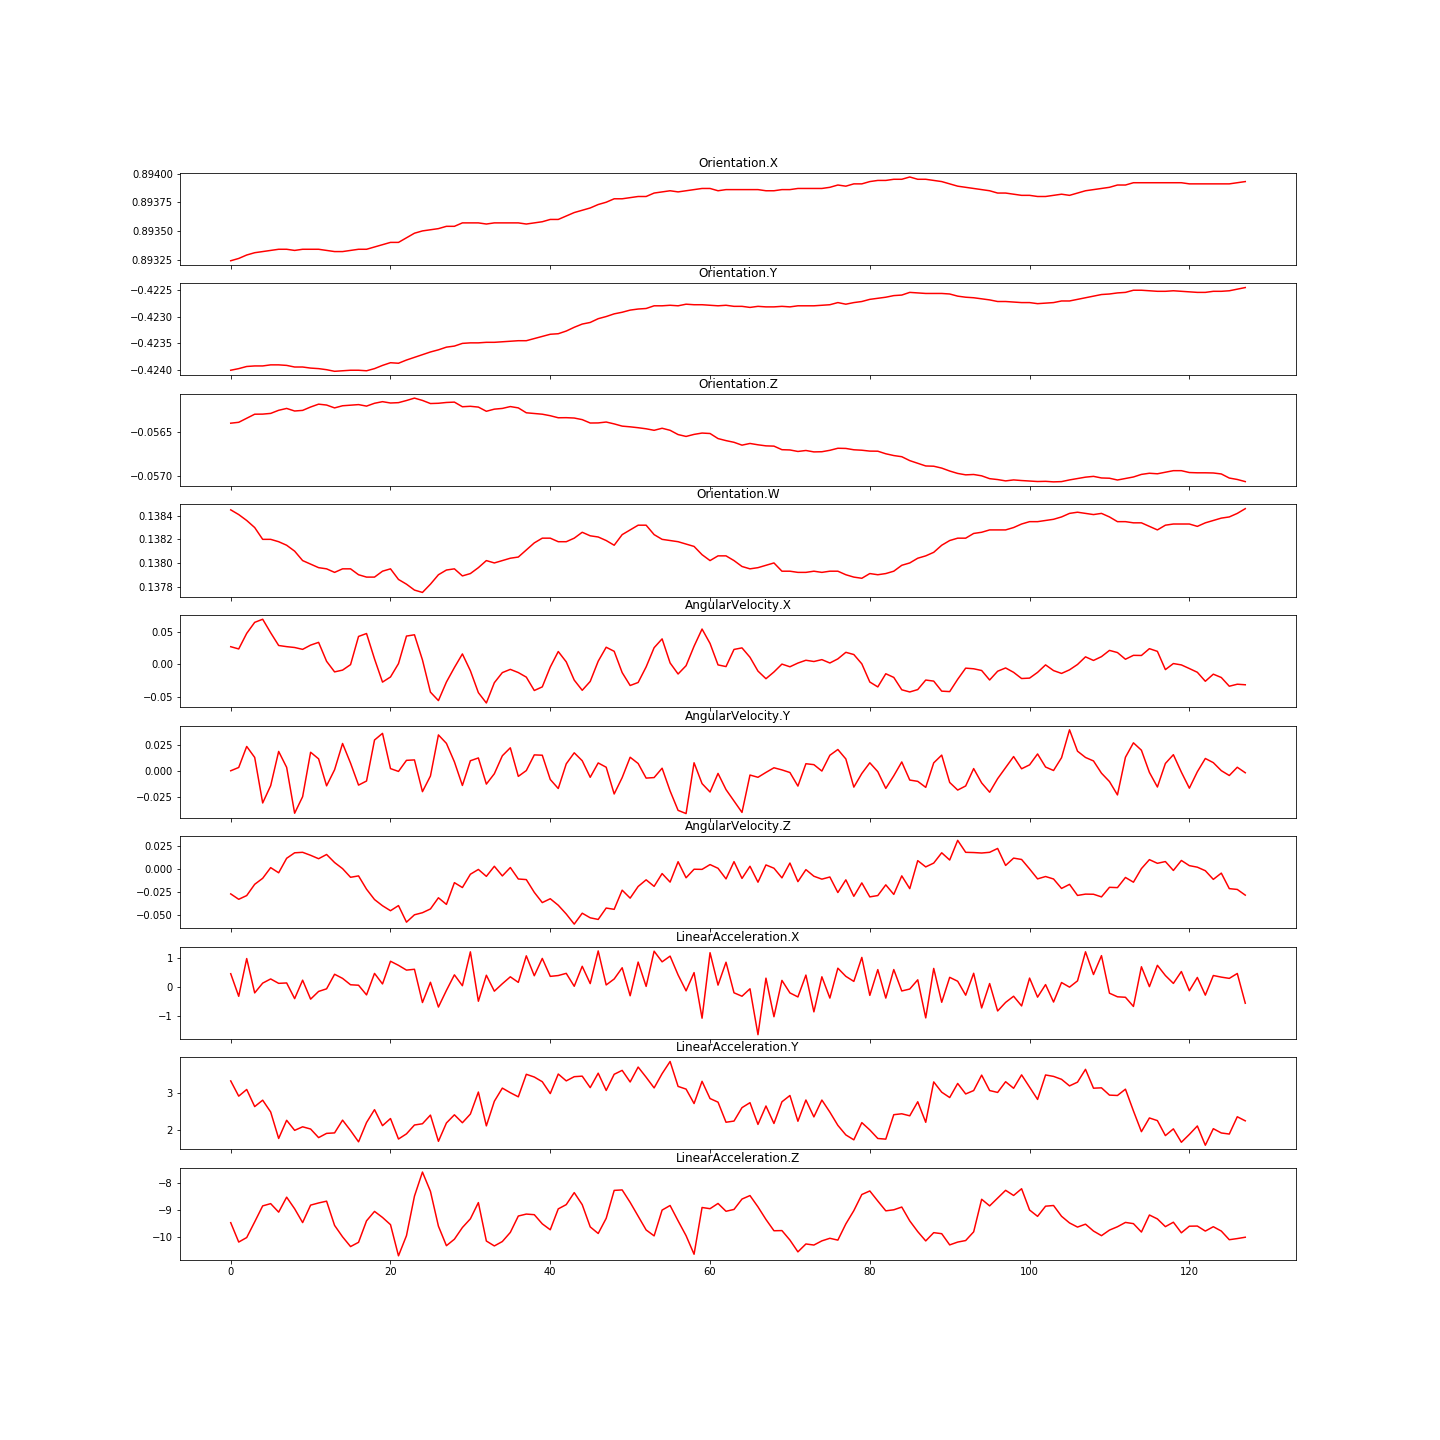 Orientation.X
0.89400
0.89375
0.89350
0.89325
Orientation.Y
−0.4225
−0.4230
−0.4235
−0.4240
Orientation.Z
−0.0565
−0.0570
Orientation.W
0.1384
0.1382
0.1380
0.1378
AngularVelocity.X
0.05
0.00
−0.05
AngularVelocity.Y
0.025
0.000
−0.025
AngularVelocity.Z
0.025
0.000
−0.025
−0.050
LinearAcceleration.X
1
0
−1
LinearAcceleration.Y
3
2
LinearAcceleration.Z
−8
−9
−10
0 20 40 60 80 100 120